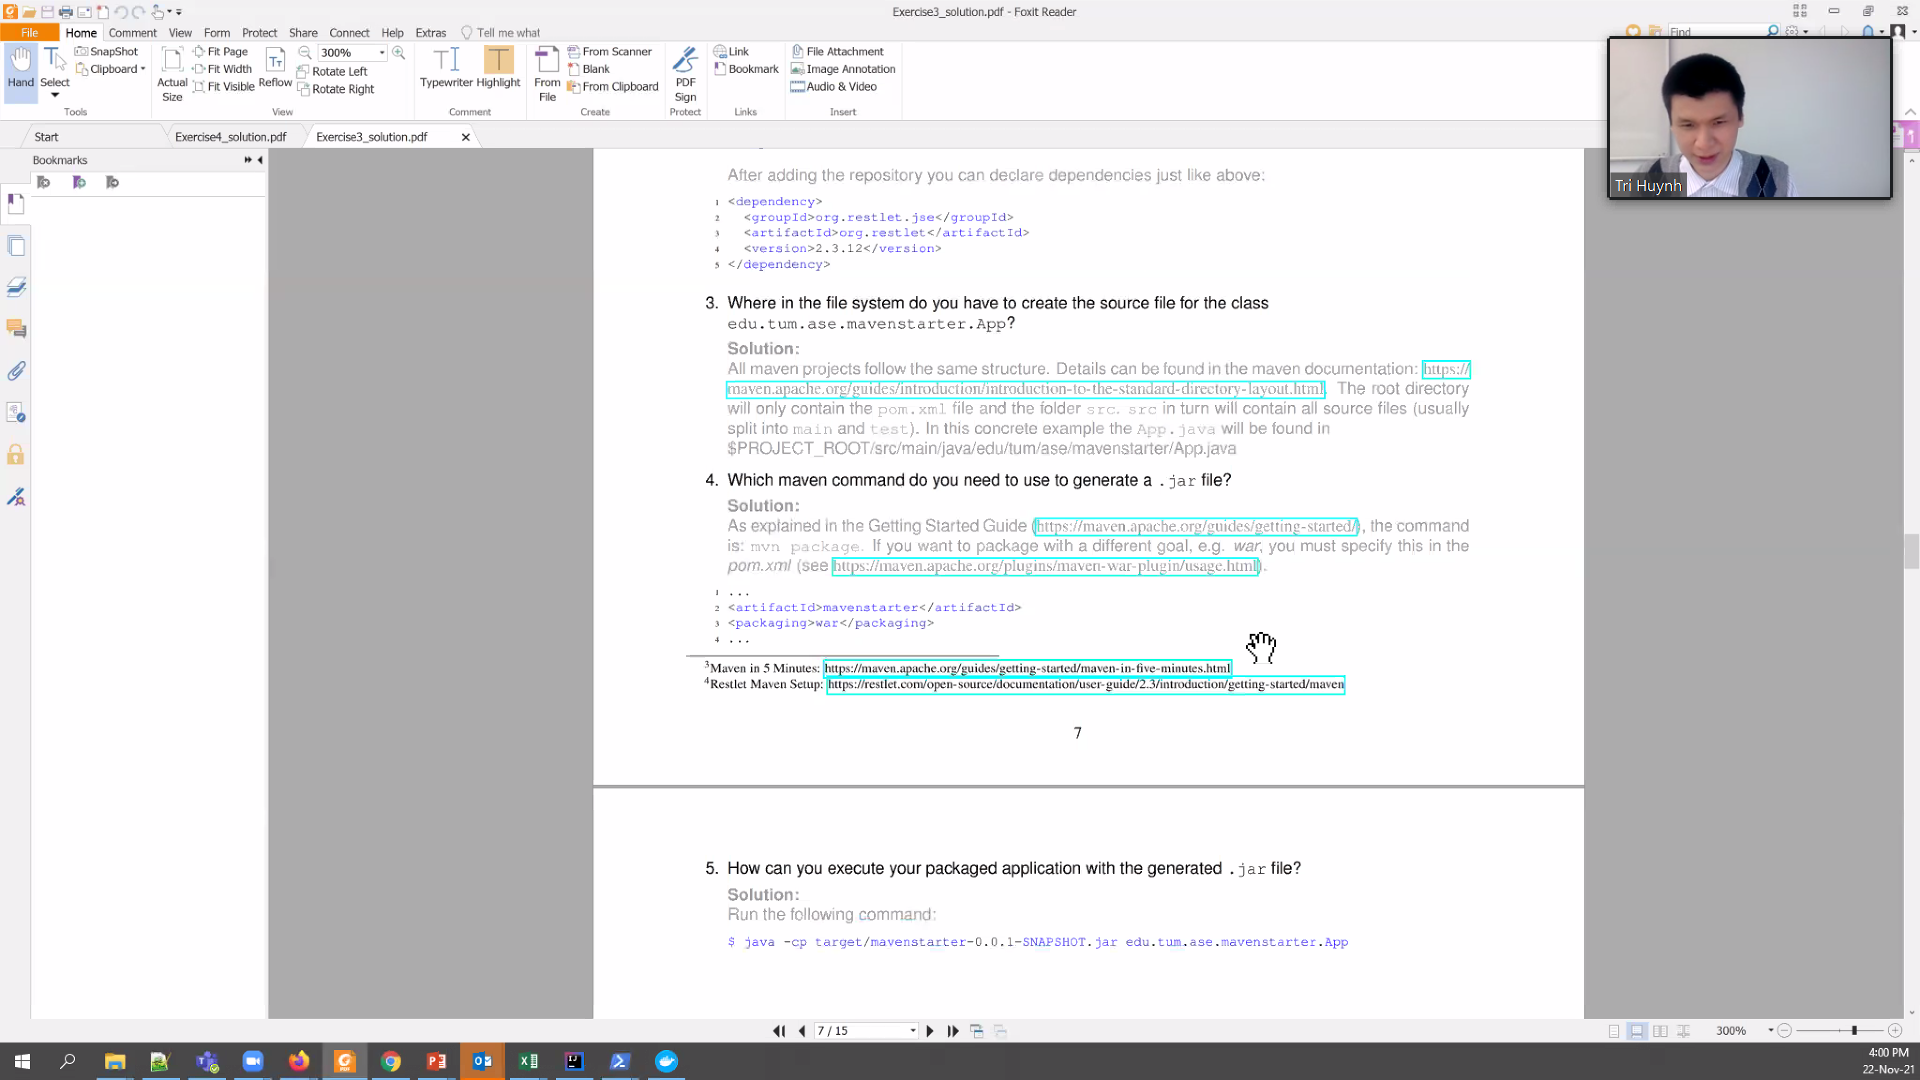 Exercise3_solution.pdf - Foxit Reader
File Home Comment View Form Protect Share Connect Help Extras Tell me what Find
Hand
Select
SnapShot
Clipboard
Tools
Actual Size
Fit Page
Fit Width
Fit Visible
Reflow
300%
Rotate Left
Rotate Right
View
Typewriter
Highlight
Comment
From File
From Scanner
Blank
From Clipboard
Create
PDF Sign
Protect
Link
Bookmark
Links
File Attachment
Image Annotation
Audio & Video
Insert
Tri Huynh
Start Exercise4_solution.pdf Exercise3_solution.pdf
Bookmarks
After adding the repository you can declare dependencies just like above:
1 <dependency>
2 <groupId>org.restlet.jse</groupId>
3 <artifactId>org.restlet</artifactId>
4 <version>2.3.12</version>
5 </dependency>
3. Where in the file system do you have to create the source file for the class
edu.tum.ase.mavenstarter.App?
Solution:
All maven projects follow the same structure. Details can be found in the maven documentation: https://
maven.apache.org/guides/introduction/introduction-to-the-standard-directory-layout.html. The root directory
will only contain the pom.xml file and the folder src. src in turn will contain all source files (usually
split into main and test). In this concrete example the App.java will be found in
$PROJECT_ROOT/src/main/java/edu/tum/ase/mavenstarter/App.java
4. Which maven command do you need to use to generate a .jar file?
Solution:
As explained in the Getting Started Guide (https://maven.apache.org/guides/getting-started/), the command
is: mvn package. If you want to package with a different goal, e.g. war, you must specify this in the
pom.xml (see https://maven.apache.org/plugins/maven-war-plugin/usage.html).
1 ...
2 <artifactId>mavenstarter</artifactId>
3 <packaging>war</packaging>
4 ...
3Maven in 5 Minutes: https://maven.apache.org/guides/getting-started/maven-in-five-minutes.html
4Restlet Maven Setup: https://restlet.com/open-source/documentation/user-guide/2.3/introduction/getting-started/maven
7
5. How can you execute your packaged application with the generated .jar file?
Solution:
Run the following command:
$ java -cp target/mavenstarter-0.0.1-SNAPSHOT.jar edu.tum.ase.mavenstarter.App
7 / 15
300%
4:00 PM
22-Nov-21